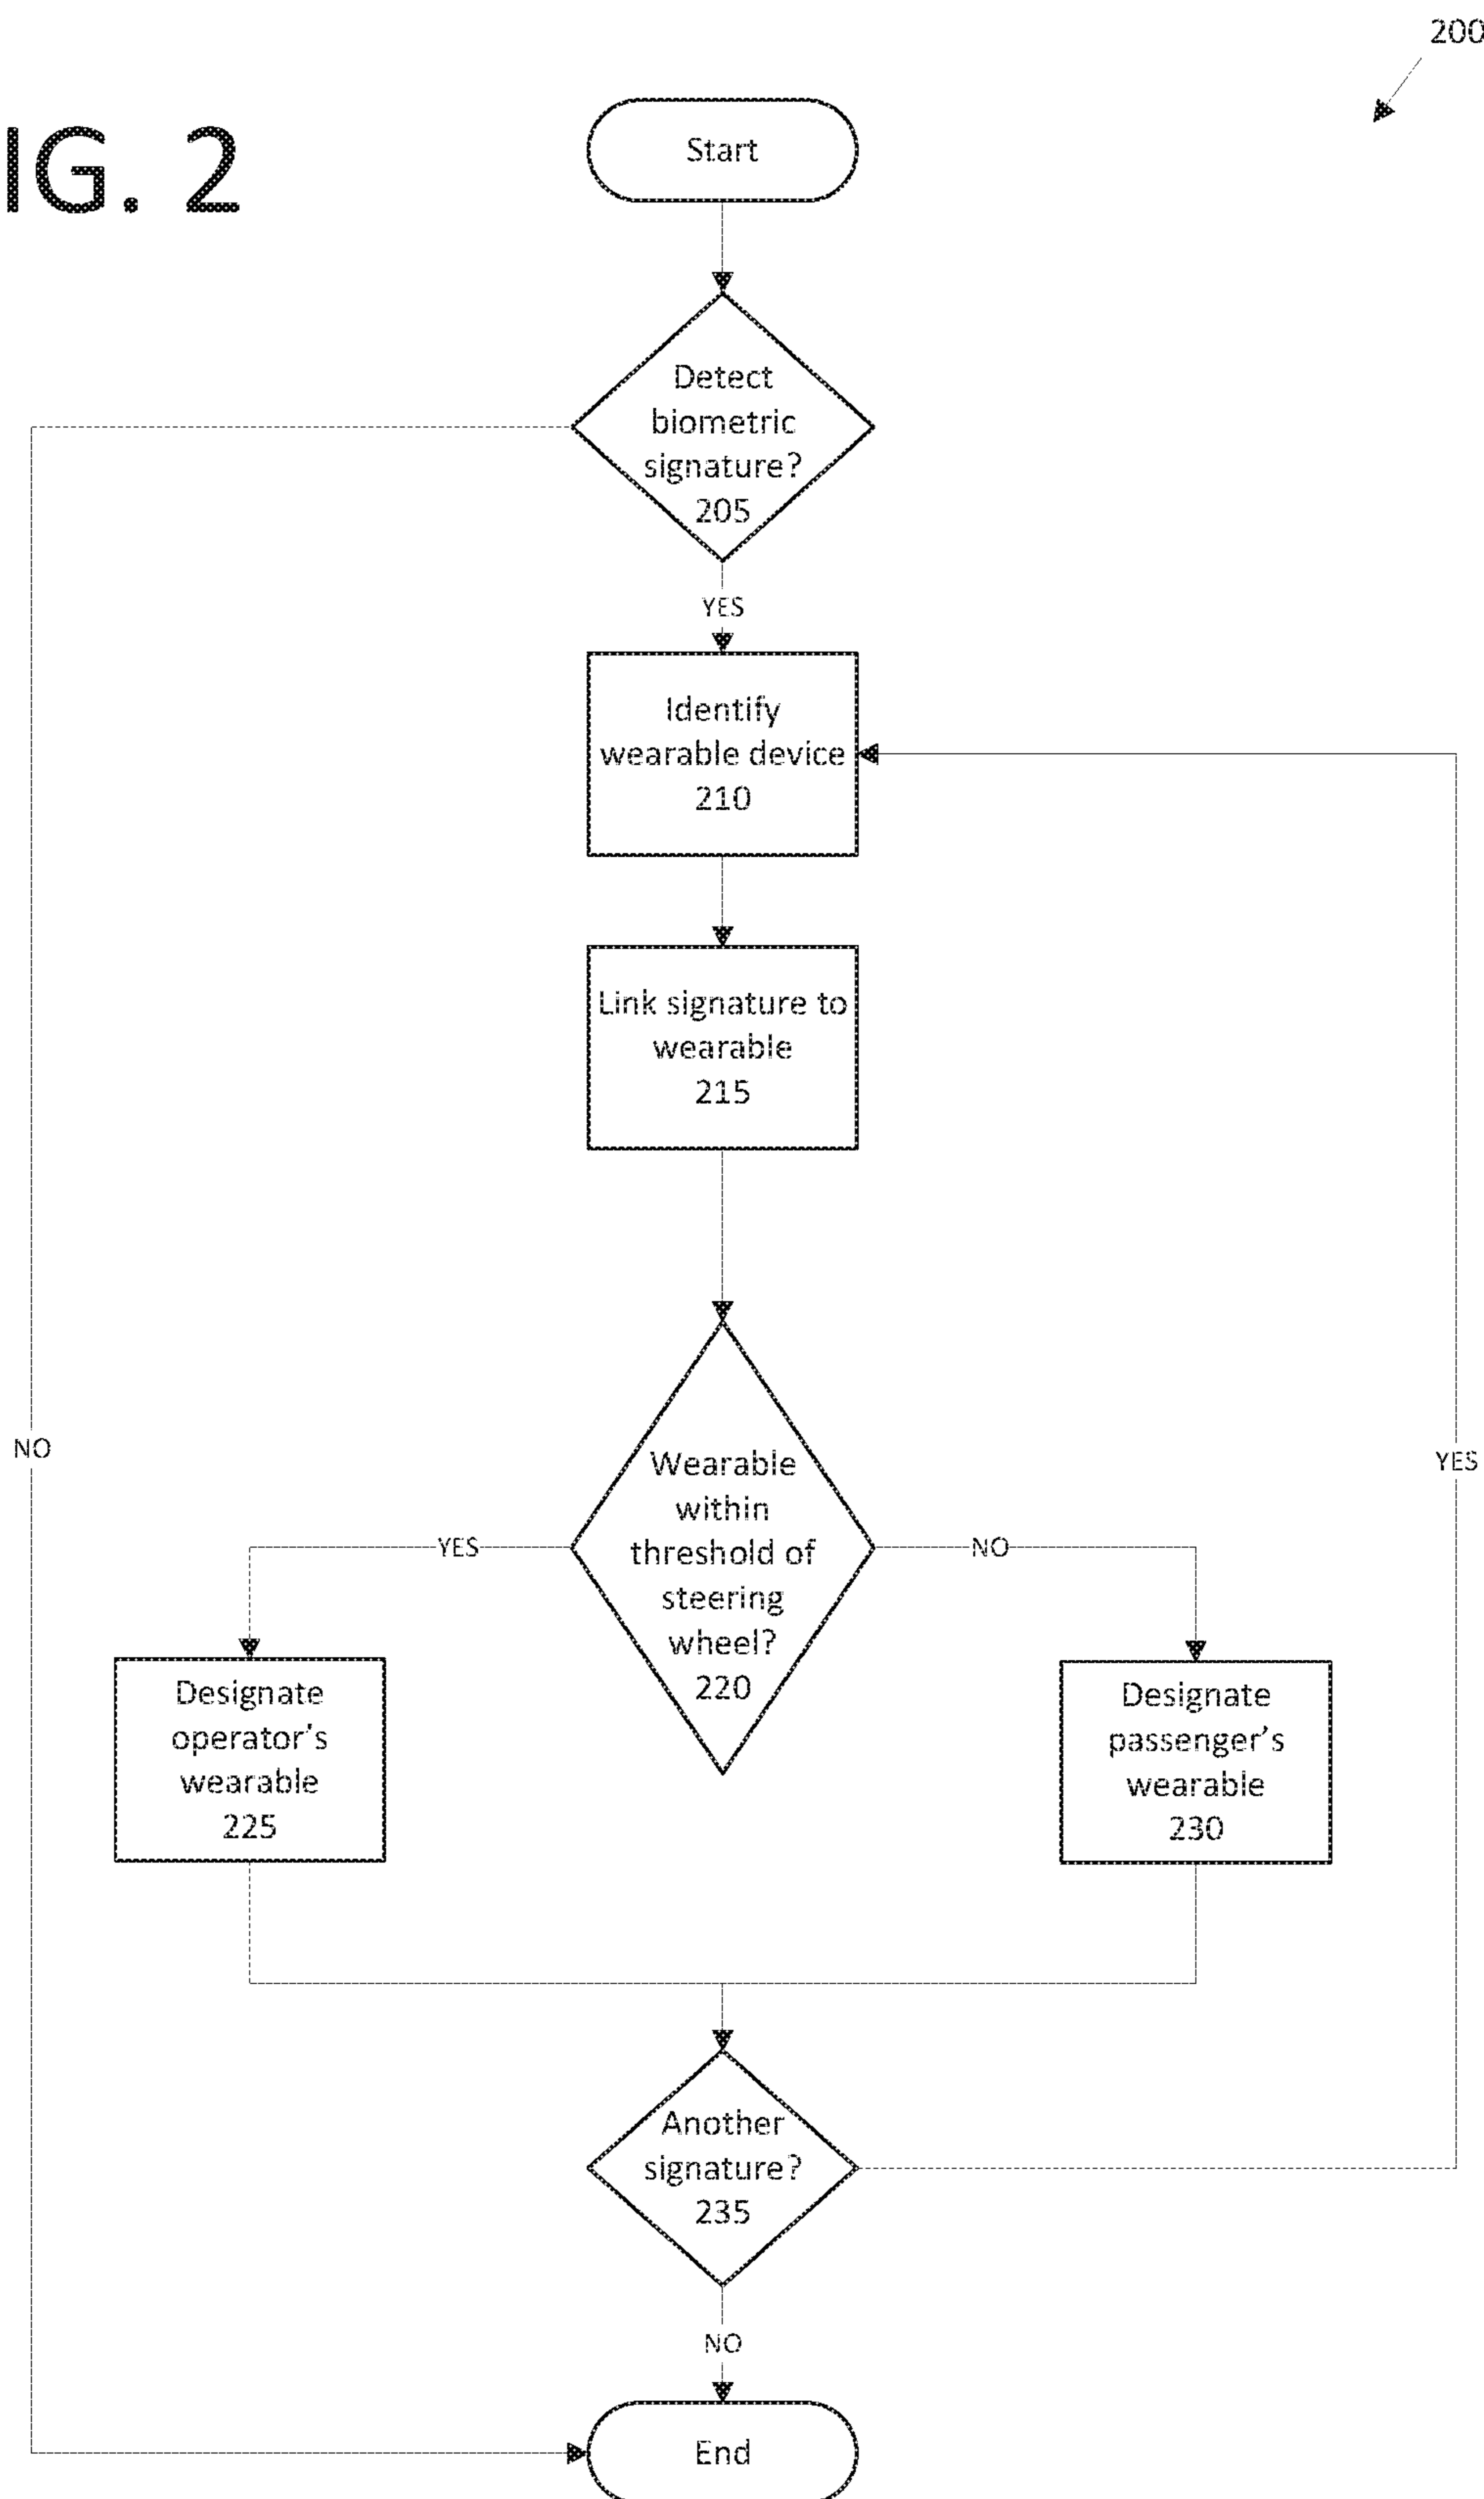 200
IG. 2
Start
Detect
biometric
signature?
205
YES
Identify
wearable device
210
Link signature to
wearable
215
NO
YES
Wearable
within
threshold of
steering
wheel?
220
YES
NO
Designate
operator's
wearable
225
Designate
passenger's
wearable
230
Another
signature?
235
NO
End